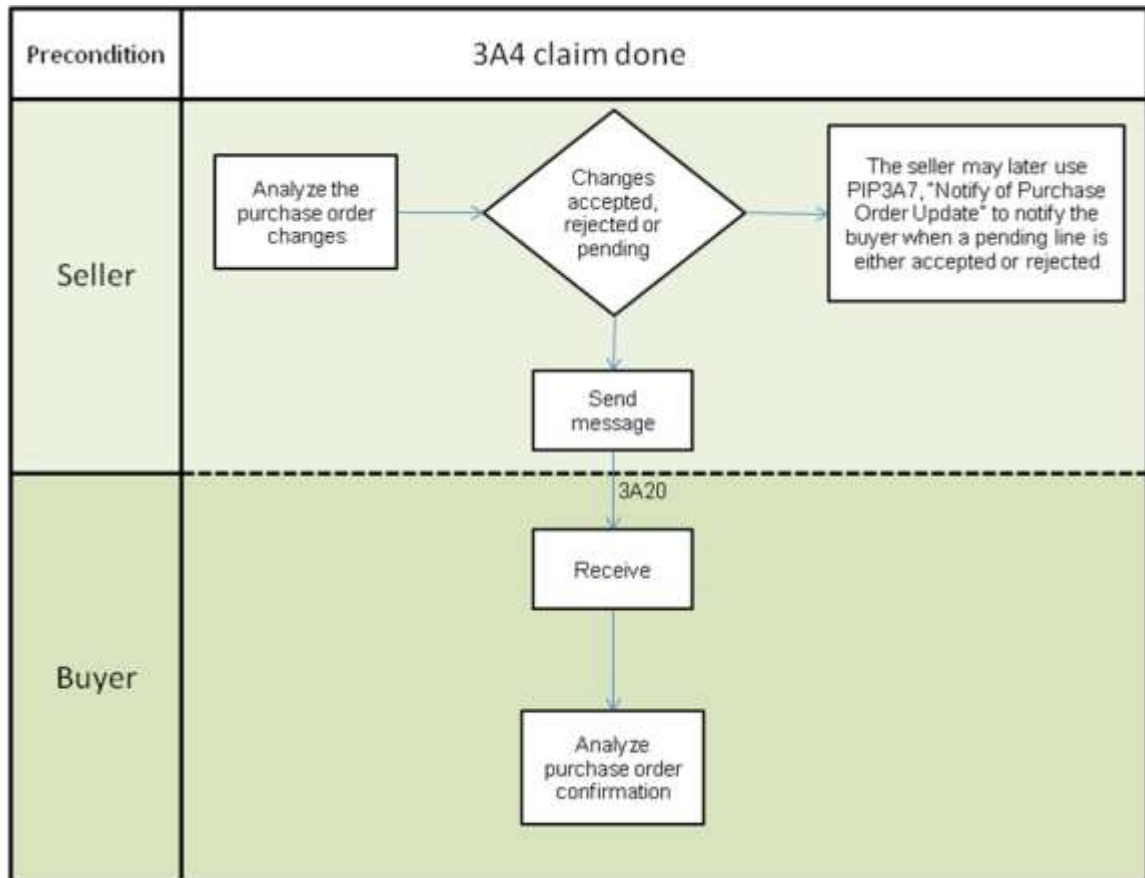 Precondition
3A4 claim done
Seller
Analyze the
purchase order
changes
Changes
accepted,
rejected or
pending
The seller may later use
PIP3A7, "Notify of Purchase
Order Update" to notify the
buyer when a pending line is
either accepted or rejected
Send
message
3A20
Buyer
Receive
Analyze
purchase order
confirmation